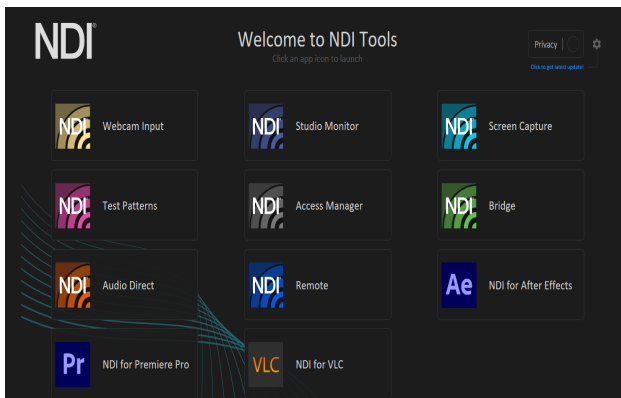 NDI®
Welcome to NDI Tools
Click an app icon to launch
Privacy
Click to get latest update!
NDI Webcam Input
NDI Studio Monitor
NDI Screen Capture
NDI Test Patterns
NDI Access Manager
NDI Bridge
NDI Audio Direct
NDI Remote
Ae NDI for After Effects
Pr NDI for Premiere Pro
VLC NDI for VLC